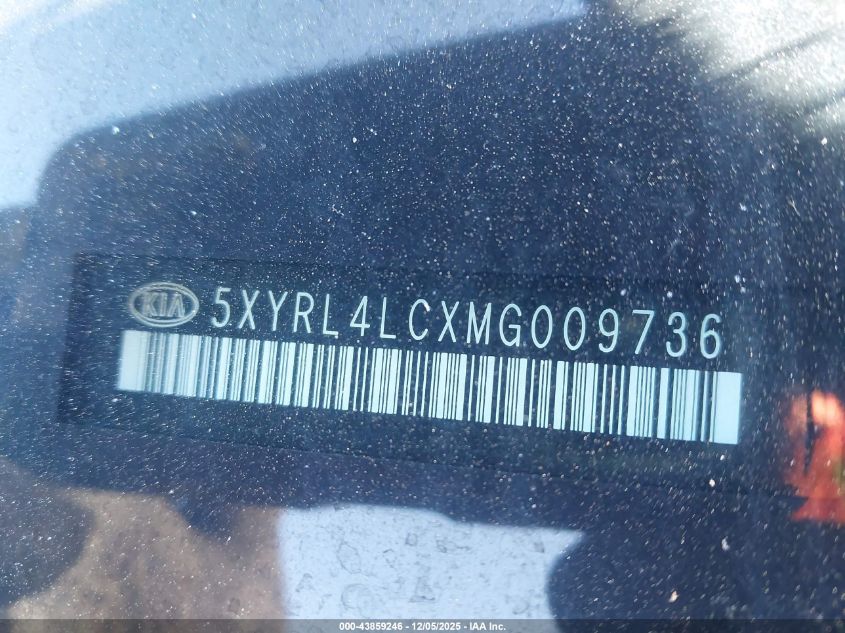 KIA 5XYRL4LCXMG009736
000-43859246 - 12/05/2025 - IAA Inc.